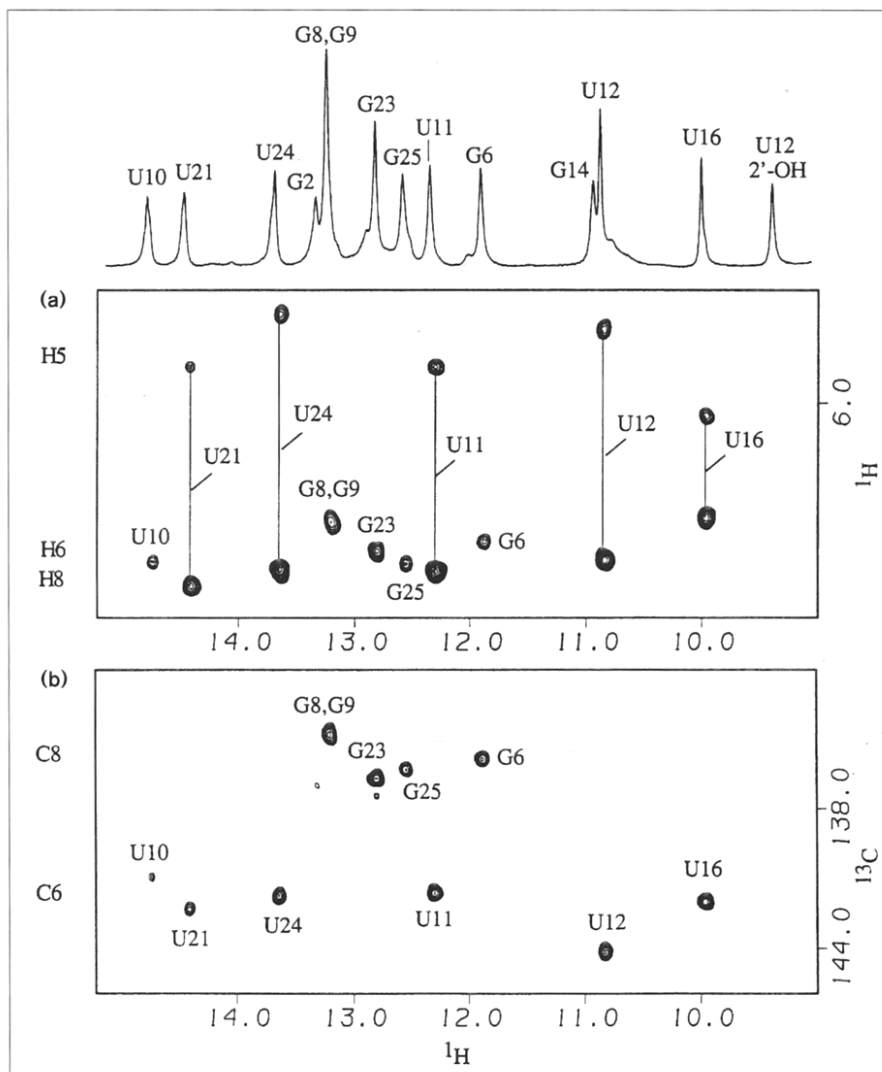 G8,G9
U12
G23
U11
U24
U16
U12
2'-OH
U10
U21
G25
G6
G14
G2
(a)
H5
6.0
U24
U12
U16
U21
U11
1H
G8,G9
U10
G23
G6
H6
H8
G25
14.0 13.0 12.0 11.0 10.0
(b)
G8,G9
C8
G23
G6
G25
138.0
U10
U16
13C
C6
U21
U24
U11
U12
144.0
14.0 13.0 12.0 11.0 10.0
1H